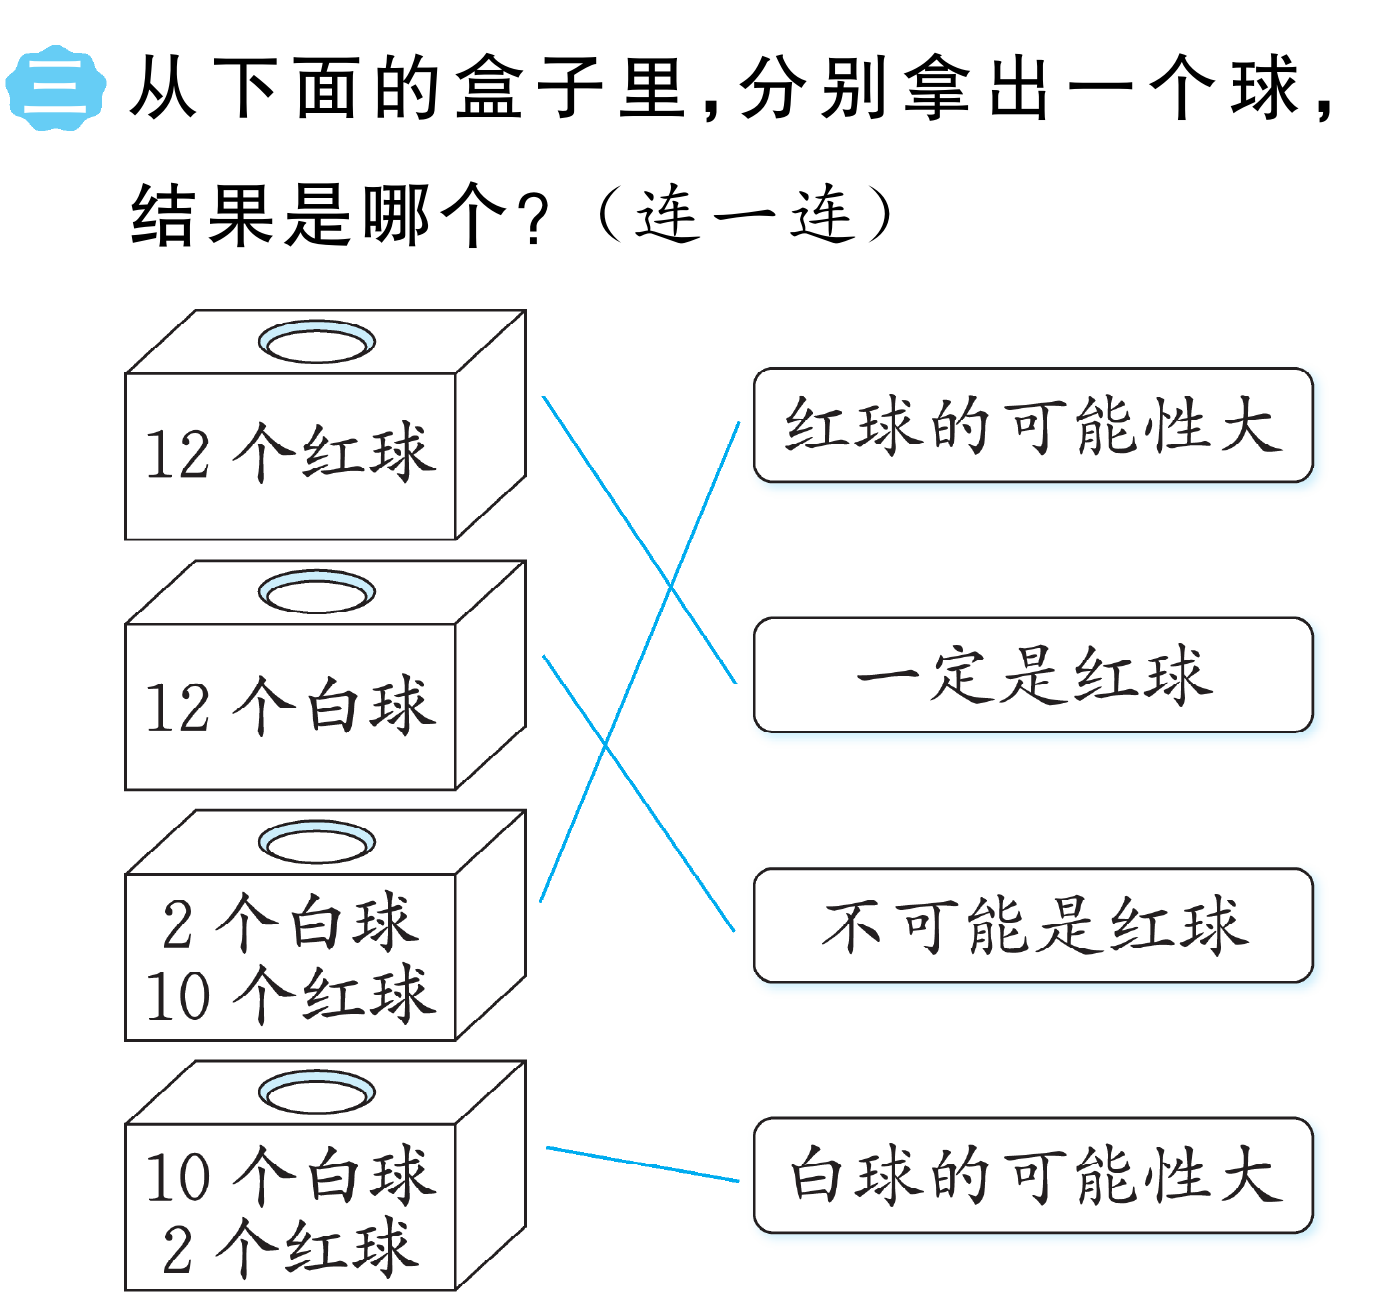 三 从下面的盒子里,分别拿出一个球,
结果是哪个?(连一连)
12个红球
红球的可能性大
12个白球
一定是红球
2个白球
10个红球
不可能是红球
10个白球
2个红球
白球的可能性大